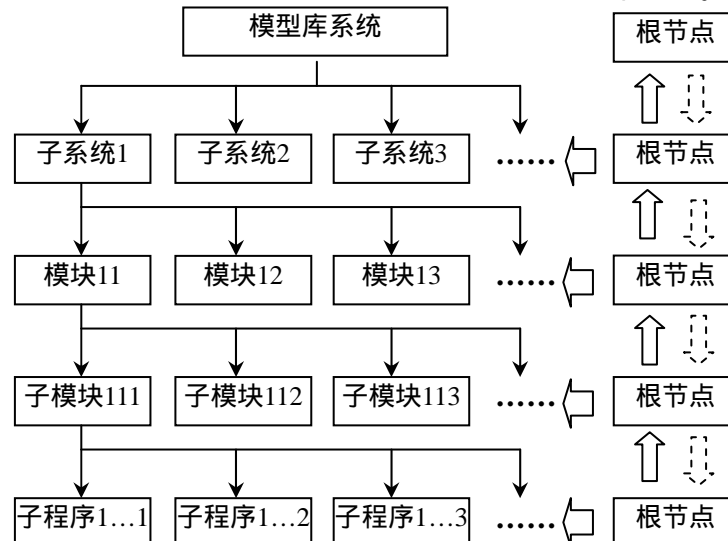 模型库系统
根节点
子系统1
子系统2
子系统3
……
根节点
模块11
模块12
模块13
……
根节点
子模块111
子模块112
子模块113
……
根节点
子程序1…1
子程序1…2
子程序1…3
……
根节点